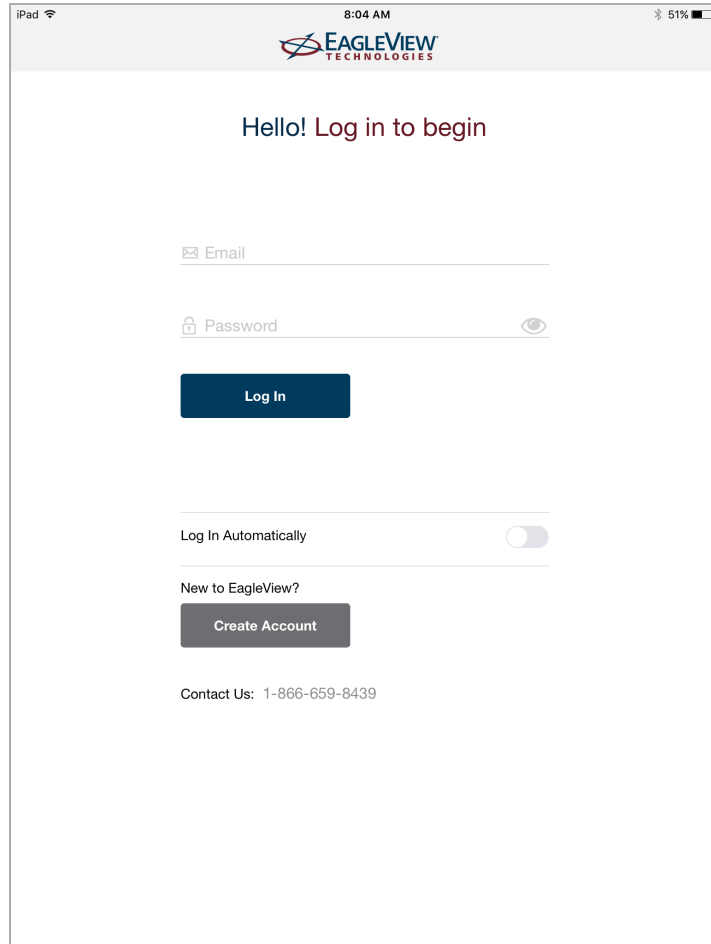 iPad 8:04 AM 51%
EAGLEVIEW
TECHNOLOGIES
Hello! Log in to begin
Email
Password
Log In
Log In Automatically
New to EagleView?
Create Account
Contact Us: 1-866-659-8439